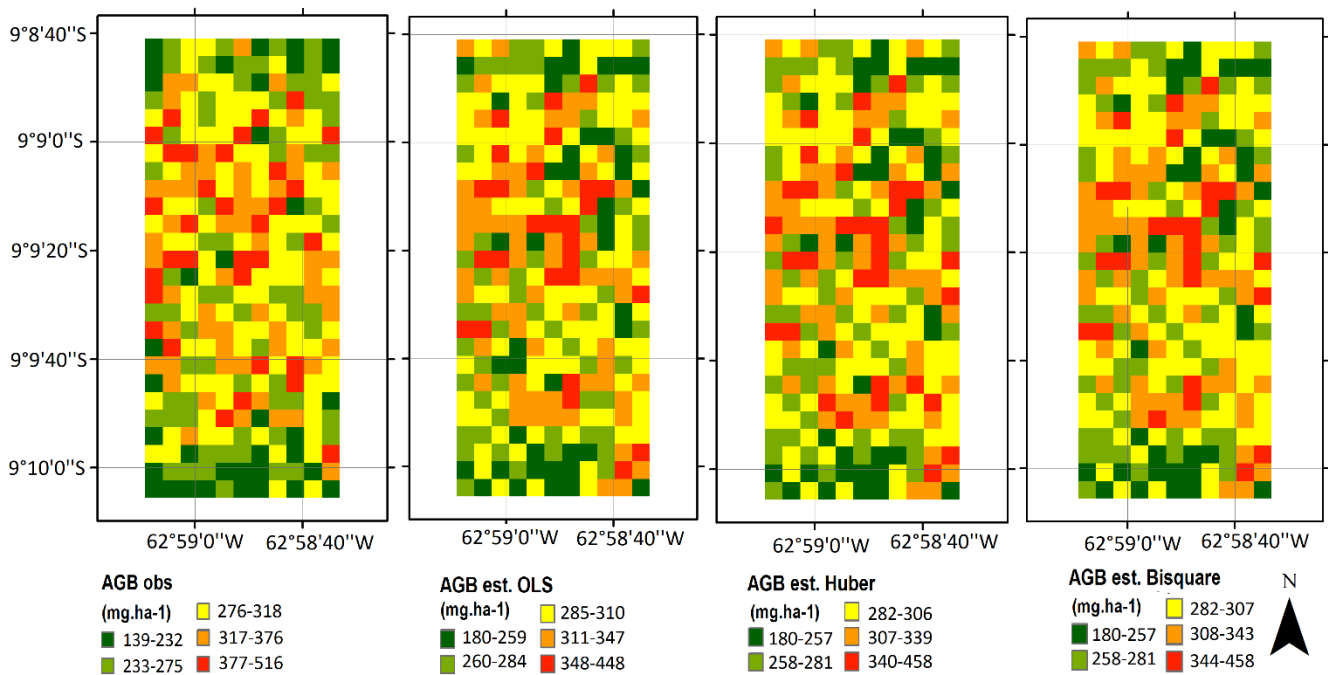 9°8'40''S
9°9'0''S
9°9'20''S
9°9'40''S
9°10'0''S
62°59'0''W 62°58'40''W
62°59'0''W 62°58'40''W
62°59'0''W 62°58'40''W
62°59'0''W 62°58'40''W
AGB obs
(mg.ha-1)
139-232
233-275
276-318
317-376
377-516
AGB est. OLS
(mg.ha-1)
180-259
260-284
285-310
311-347
348-448
AGB est. Huber
(mg.ha-1)
180-257
258-281
282-306
307-339
340-458
AGB est. Bisquare
(mg.ha-1)
180-257
258-281
282-307
308-343
344-458
N